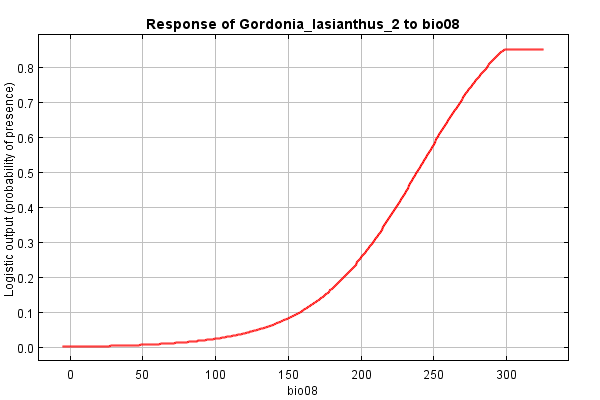 Response of Gordonia_lasianthus_2 to bio08
Logistic output (probability of presence)
0.8
0.7
0.6
0.5
0.4
0.3
0.2
0.1
0.0
0 50 100 150 200 250 300
bio08